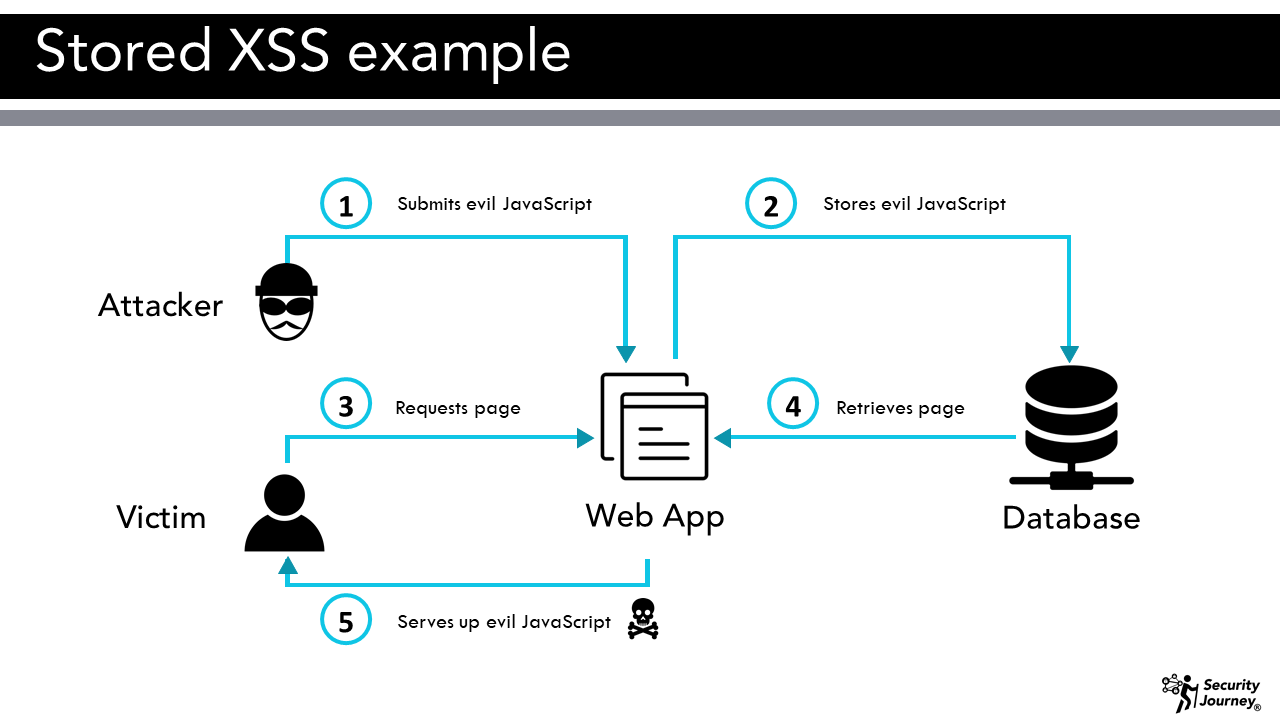 Stored XSS example
1 Submits evil JavaScript
2 Stores evil JavaScript
Attacker
3 Requests page
4 Retrieves page
Victim
Web App
Database
5 Serves up evil JavaScript
Security
Journey®